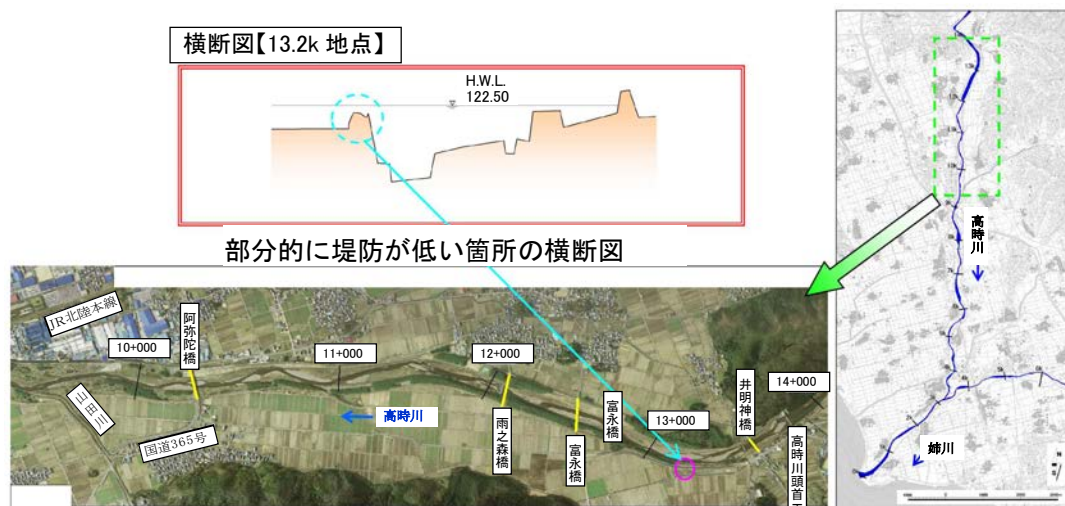 横断図【13.2k 地点】
H.W.L.
122.50
部分的に堤防が低い箇所の横断図
JR北陸本線
10+000
阿弥陀橋
11+000
12+000
雨之森橋
富永橋
富永橋
13+000
井明神橋
14+000
高時川頭首
山田川
国道365号
高時川
高時川
姉川